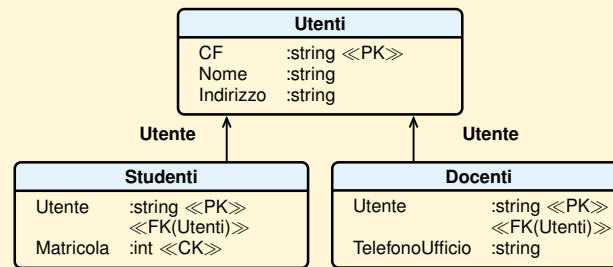 Utenti
CF :string ≪PK≫
Nome :string
Indirizzo :string
Utente Utente
Studenti
Utente :string ≪PK≫
≪FK(Utenti)≫
Matricola :int ≪CK≫
Docenti
Utente :string ≪PK≫
≪FK(Utenti)≫
TelefonoUfficio :string